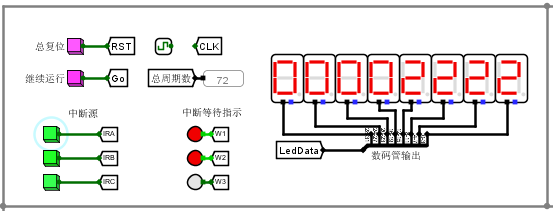 总复位 RST CLK
继续运行 Go 总周期数 72
中断源 中断等待指示
00002222
IRA W1
IRB W2
IRC W3
LedData 数码管输出